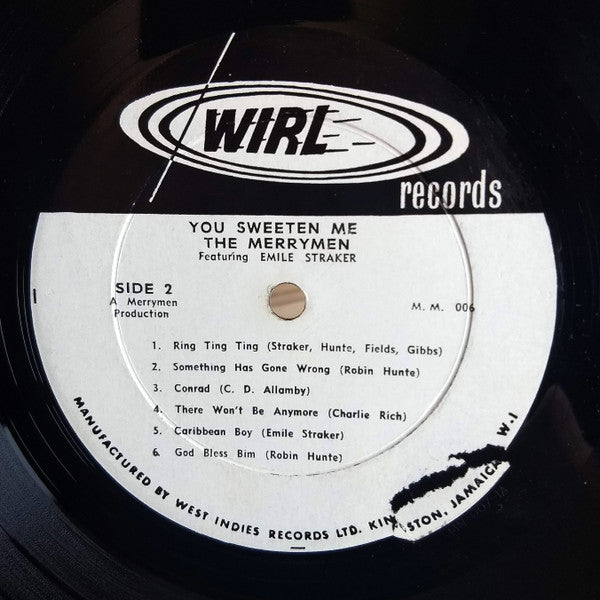 WIRL
records
YOU SWEETEN ME
THE MERRYMEN
Featuring EMILE STRAKER
SIDE 2
A Merrymen
Production
M. M. 006
1. Ring Ting Ting (Straker, Hunte, Fields, Gibbs)
2. Something Has Gone Wrong (Robin Hunte)
3. Conrad (C. D. Allamby)
4. There Won't Be Anymore (Charlie Rich)
5. Caribbean Boy (Emile Straker)
6. God Bless Bim (Robin Hunte)
MANUFACTURED BY WEST INDIES RECORDS LTD. KIN STON, JAMAICA W.I